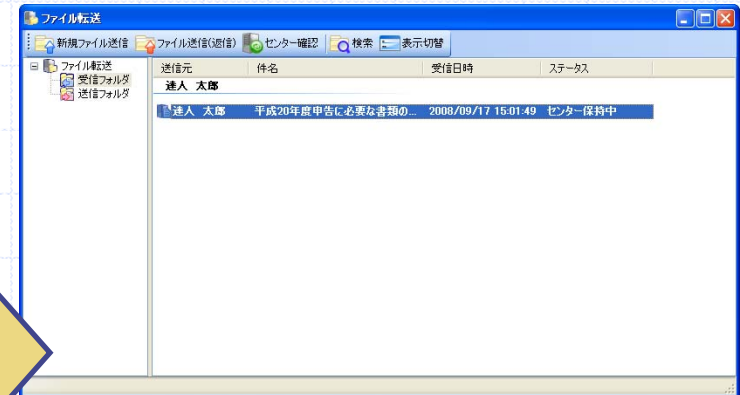 ファイル転送
新規ファイル送信 ファイル送信(返信) センター確認 検索 表示切替
ファイル転送
受信フォルダ
送信フォルダ
送信元 件名 受信日時 ステータス
達人 太郎
達人 太郎 平成20年度申告に必要な書類の... 2008/09/17 15:01:49 センター保持中